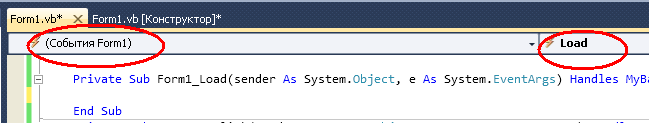 Form1.vb* Form1.vb [Конструктор]*
(События Form1) Load
Private Sub Form1_Load(sender As System.Object, e As System.EventArgs) Handles MyBa
End Sub